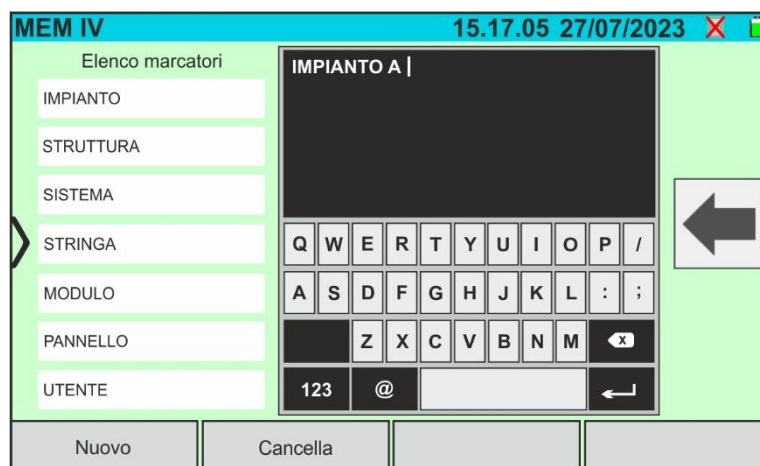 MEM IV 15.17.05 27/07/2023
Elenco marcatori
IMPIANTO
STRUTTURA
SISTEMA
STRINGA
MODULO
PANNELLO
UTENTE
IMPIANTO A
Q W E R T Y U I O P /
A S D F G H J K L : ;
Z X C V B N M X
123 @
Nuovo Cancella